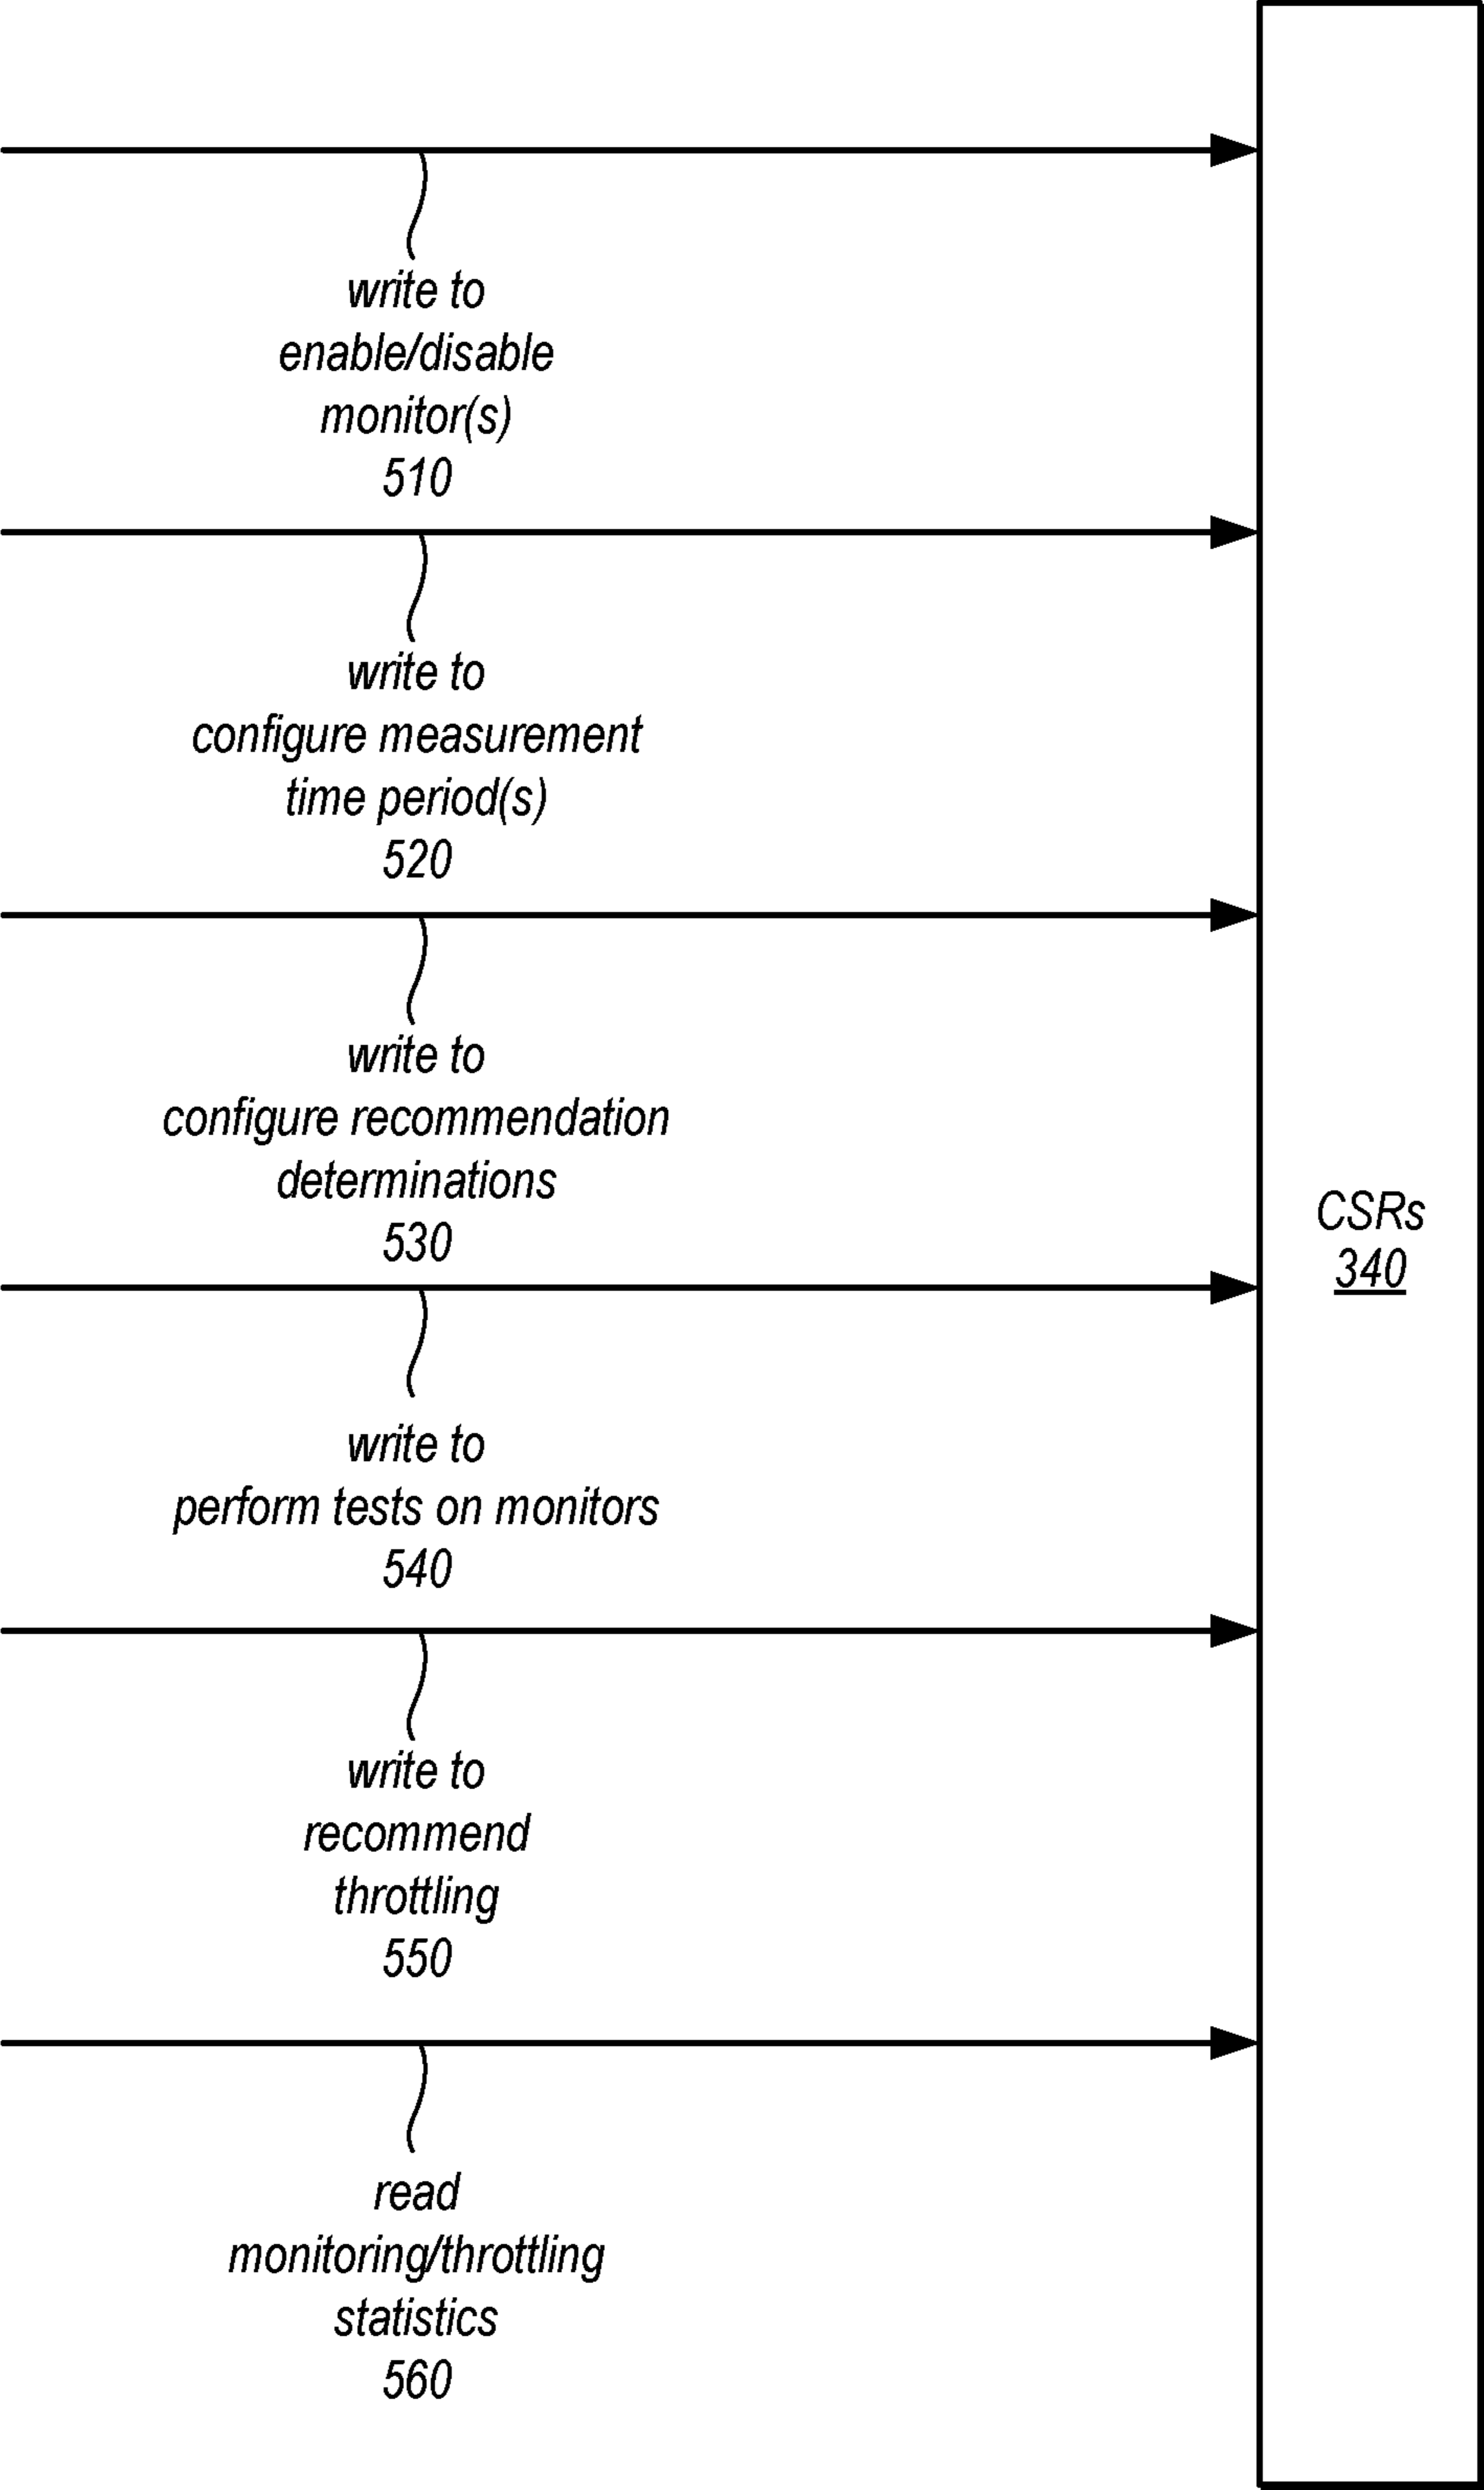 write to
enable/disable
monitor(s)
510
write to
configure measurement
time period(s)
520
write to
configure recommendation
determinations
530
CSRs
340
write to
perform tests on monitors
540
write to
recommend
throttling
550
read
monitoring/throttling
statistics
560